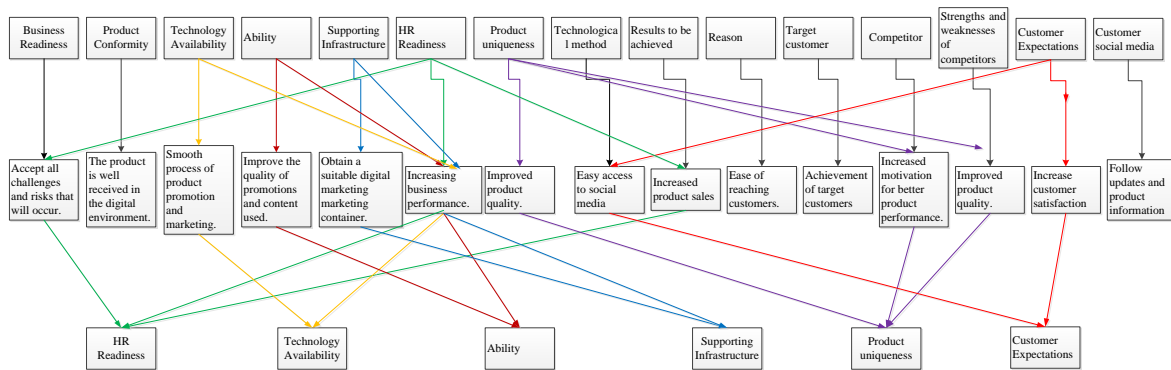 Business
Readiness
Product
Conformity
Technology
Availability
Ability
Supporting
Infrastructure
HR
Readiness
Product
uniqueness
Technologica
l method
Results to be
achieved
Reason
Target
customer
Competitor
Strengths and
weaknesses
of
competitors
Customer
Expectations
Customer
social media
Accept all
challenges
and risks that
will occur.
The product
is well
received in
the digital
environment.
Smooth
process of
product
promotion
and
marketing.
Improve the
quality of
promotions
and content
used.
Obtain a
suitable digital
marketing
container.
Increasing
business
performance.
Improved
product
quality.
Easy access
to social
media
Increased
product sales
Ease of
reaching
customers.
Achievement
of target
customers
Increased
motivation for
better
product
performance.
Improved
product
quality.
Increase
customer
satisfaction
Follow
updates and
product
information
HR
Readiness
Technology
Availability
Ability
Supporting
Infrastructure
Product
uniqueness
Customer
Expectations